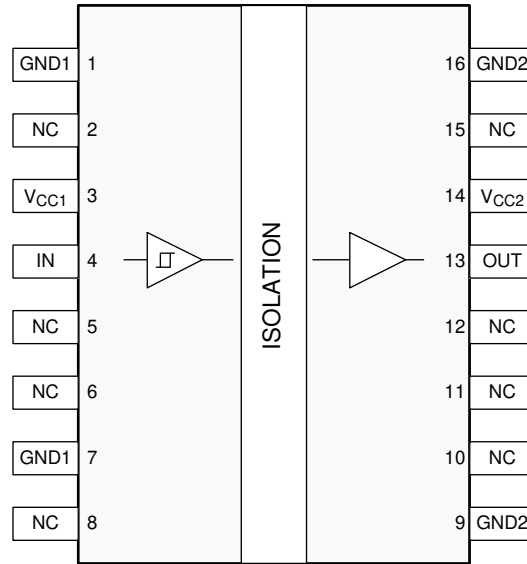 GND1 1 16 GND2
NC 2 15 NC
VCC1 3 14 VCC2
IN 4 13 OUT
NC 5 12 NC
NC 6 11 NC
GND1 7 10 NC
NC 8 9 GND2
ISOLATION